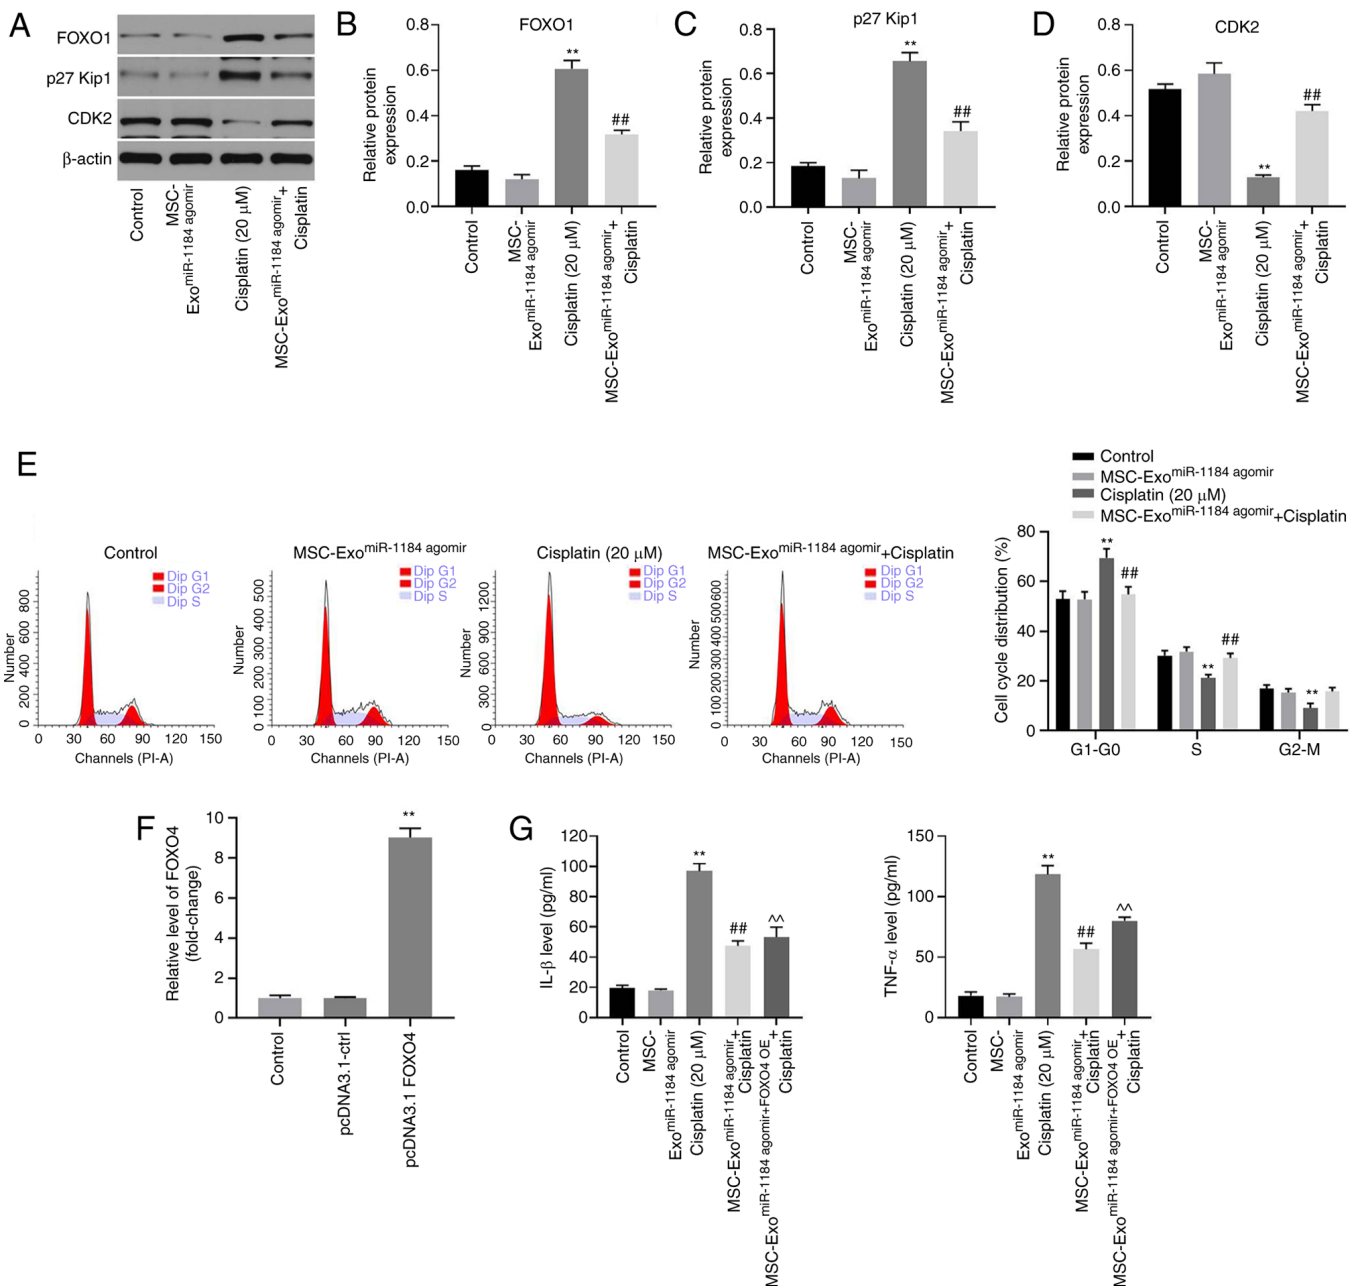 A
FOXO1
p27 Kip1
CDK2
β-actin
Control
MSC-
Exo miR-1184 agomir
Cisplatin (20 μM)
MSC-Exo miR-1184 agomir+
Cisplatin
B
FOXO1
Relative protein
expression
0.8
0.6
0.4
0.2
0.0
**
##
Control
MSC-
Exo miR-1184 agomir
Cisplatin (20 μM)
MSC-Exo miR-1184 agomir+
Cisplatin
C
p27 Kip1
Relative protein
expression
0.8
0.6
0.4
0.2
0.0
**
##
Control
MSC-
Exo miR-1184 agomir
Cisplatin (20 μM)
MSC-Exo miR-1184 agomir+
Cisplatin
D
CDK2
Relative protein
expression
0.8
0.6
0.4
0.2
0.0
**
##
Control
MSC-
Exo miR-1184 agomir
Cisplatin (20 μM)
MSC-Exo miR-1184 agomir+
Cisplatin
E
Control
Dip G1
Dip G2
Dip S
Number
800
600
400
200
0
0 30 60 90 120 150
Channels (PI-A)
MSC-Exo miR-1184 agomir
Dip G1
Dip G2
Dip S
Number
500
400
300
200
100
0
0 30 60 90 120 150
Channels (PI-A)
Cisplatin (20 μM)
Dip G1
Dip G2
Dip S
Number
1200
900
600
300
0
0 30 60 90 120 150
Channels (PI-A)
MSC-Exo miR-1184 agomir+Cisplatin
Dip G1
Dip G2
Dip S
Number
600
500
400
300
200
100
0
0 30 60 90 120 150
Channels (PI-A)
Control
MSC-Exo miR-1184 agomir
Cisplatin (20 μM)
MSC-Exo miR-1184 agomir+Cisplatin
Cell cycle distribution (%)
80
60
40
20
0
**
##
**
##
**
G1-G0 S G2-M
F
Relative level of FOXO4
(fold-change)
10
8
6
4
2
0
**
Control
pcDNA3.1-ctrl
pcDNA3.1 FOXO4
G
IL-β level (pg/ml)
120
100
80
60
40
20
0
**
##
^^
Control
MSC-
Exo miR-1184 agomir
Cisplatin (20 μM)
MSC-Exo miR-1184 agomir+
Cisplatin
MSC-Exo miR-1184 agomir+FOXO4 OE+
Cisplatin
TNF-α level (pg/ml)
150
100
50
0
**
##
^^
Control
MSC-
Exo miR-1184 agomir
Cisplatin (20 μM)
MSC-Exo miR-1184 agomir+
Cisplatin
MSC-Exo miR-1184 agomir+FOXO4 OE+
Cisplatin